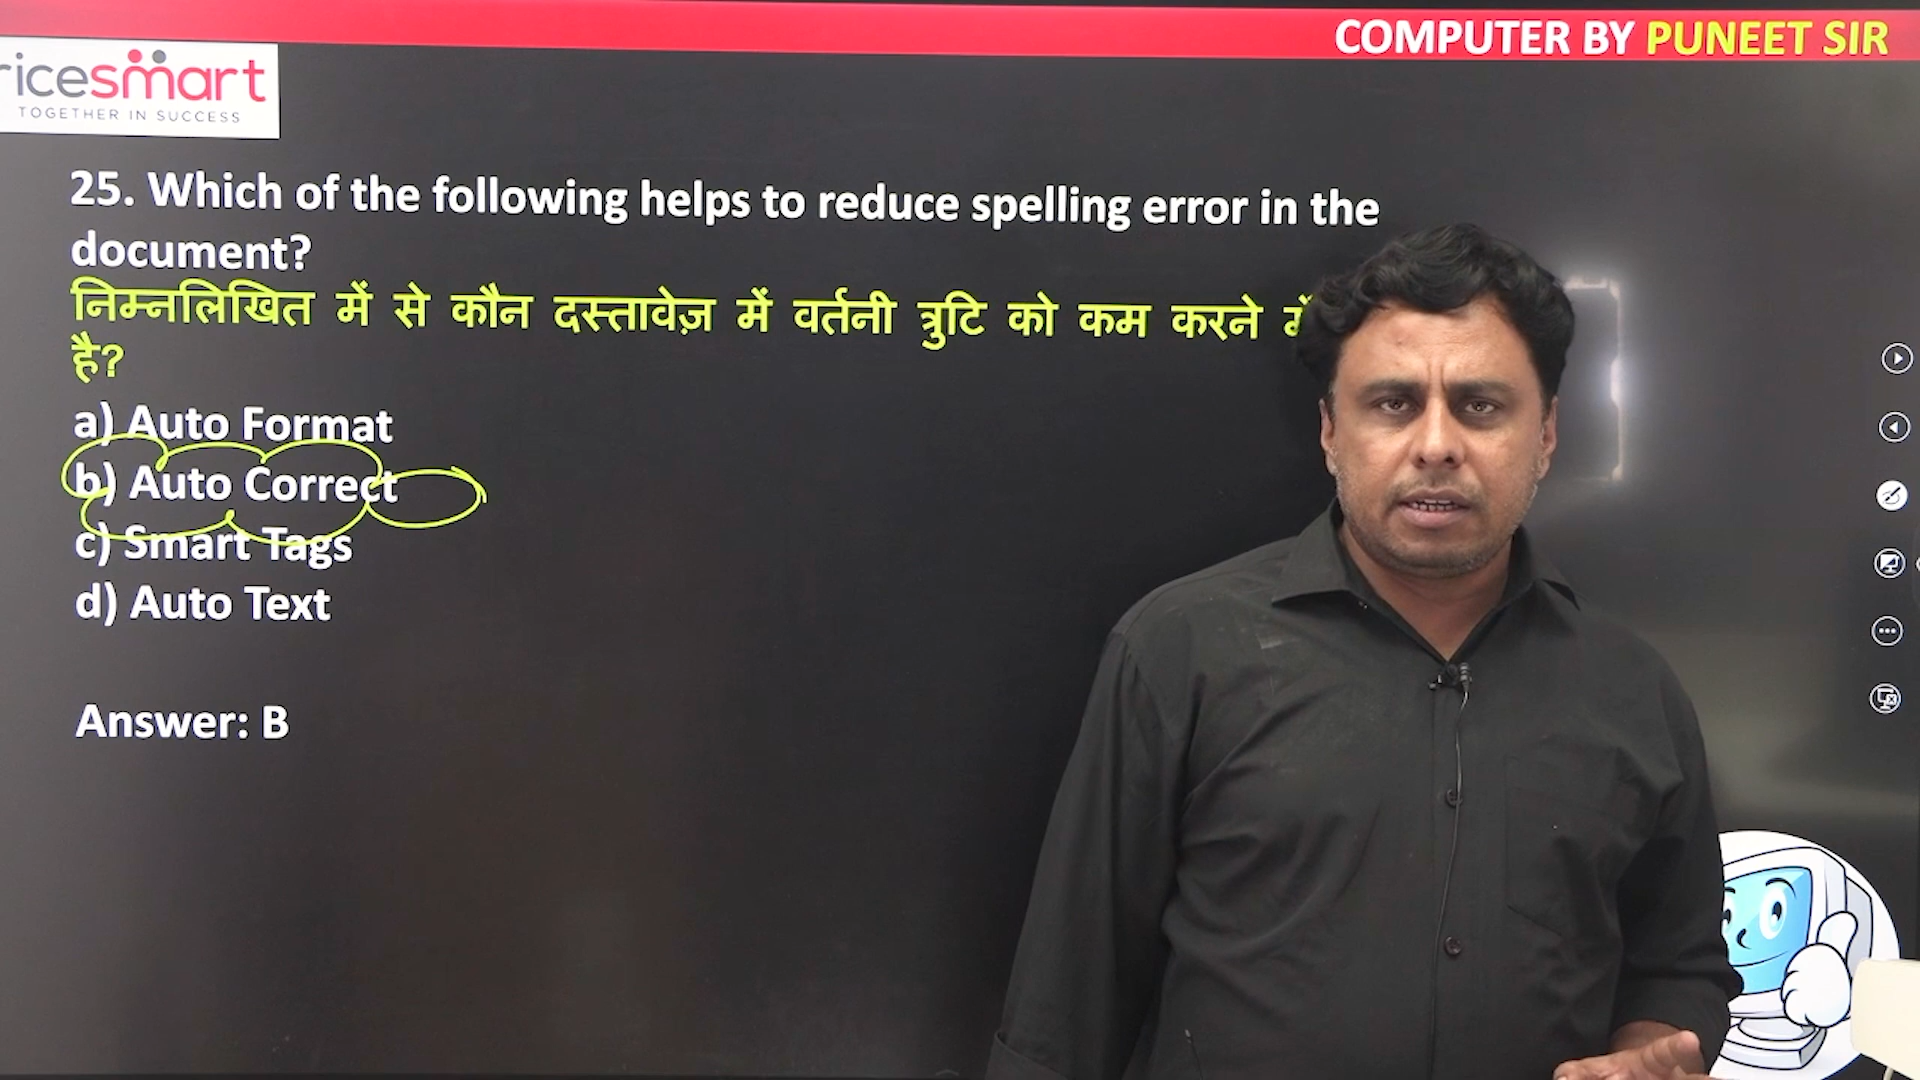 COMPUTER BY PUNEET SIR
ricesmart
TOGETHER IN SUCCESS
25. Which of the following helps to reduce spelling error in the
document?
निम्नलिखित में से कौन दस्तावेज़ में वर्तनी त्रुटि को कम करने में
है?
a) Auto Format
b) Auto Correct
c) Smart Tags
d) Auto Text
Answer: B